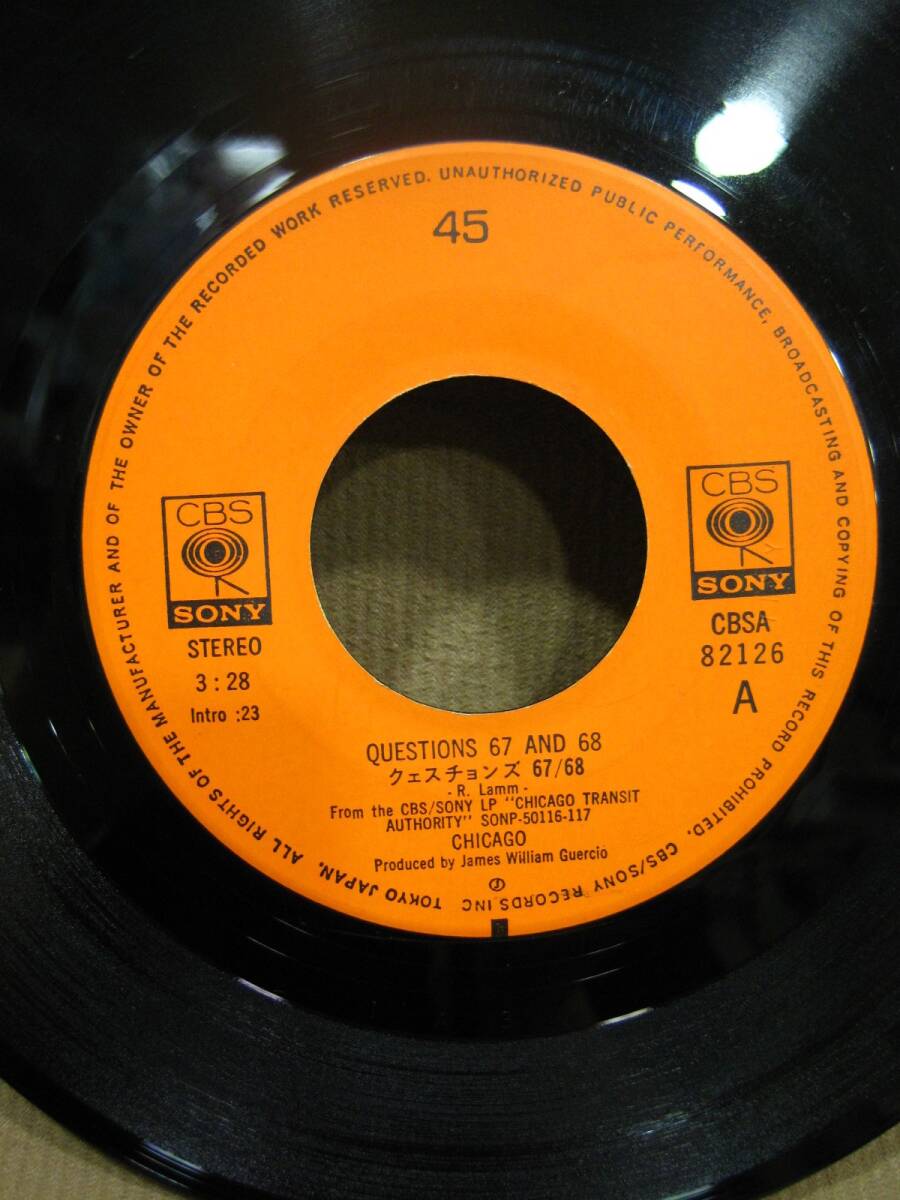 45
ALL RIGHTS OF THE MANUFACTURER AND OF THE OWNER OF THE RECORDED WORK RESERVED. UNAUTHORIZED PUBLIC PERFORMANCE, BROADCASTING AND COPYING OF THIS RECORD PROHIBITED. CBS/SONY RECORDS INC TOKYO JAPAN.
CBS
SONY
STEREO
3:28
Intro :23
CBS
SONY
CBSA
82126
A
QUESTIONS 67 AND 68
クェスチョンズ 67/68
- R. Lamm -
From the CBS/SONY LP "CHICAGO TRANSIT
AUTHORITY" SONP-50116-117
CHICAGO
Produced by James William Guercio